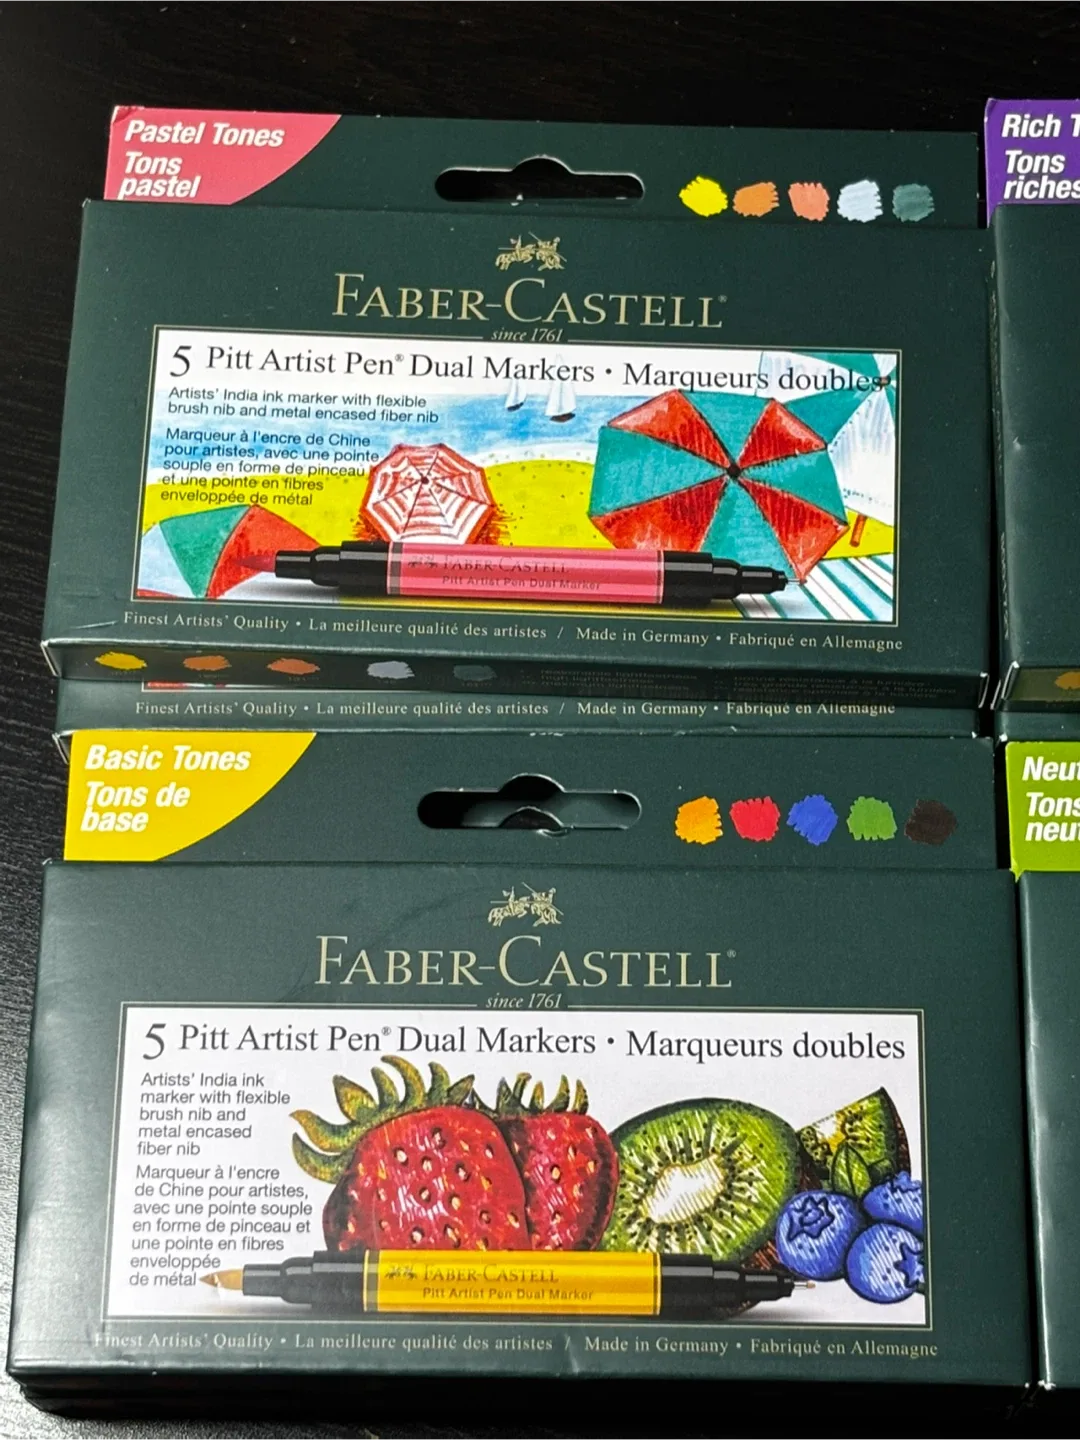 Pastel Tones
Tons
pastel
FABER-CASTELL®
since 1761
5 Pitt Artist Pen® Dual Markers • Marqueurs doubles
Artists' India ink marker with flexible
brush nib and metal encased fiber nib
Marqueur à l'encre de Chine
pour artistes, avec une pointe
souple en forme de pinceau
et une pointe en fibres
enveloppée de métal
FABER-CASTELL
Pitt Artist Pen Dual Marker
Finest Artists' Quality • La meilleure qualité des artistes / Made in Germany • Fabriqué en Allemagne
Finest Artists' Quality • La meilleure qualité des artistes / Made in Germany • Fabriqué en Allemagne
Rich T
Tons
riches
Basic Tones
Tons de
base
FABER-CASTELL®
since 1761
5 Pitt Artist Pen® Dual Markers • Marqueurs doubles
Artists' India ink
marker with flexible
brush nib and
metal encased
fiber nib
Marqueur à l'encre
de Chine pour artistes,
avec une pointe souple
en forme de pinceau et
une pointe en fibres
enveloppée
de métal
FABER-CASTELL
Pitt Artist Pen Dual Marker
Finest Artists' Quality • La meilleure qualité des artistes / Made in Germany • Fabriqué en Allemagne
Neut
Tons
neut